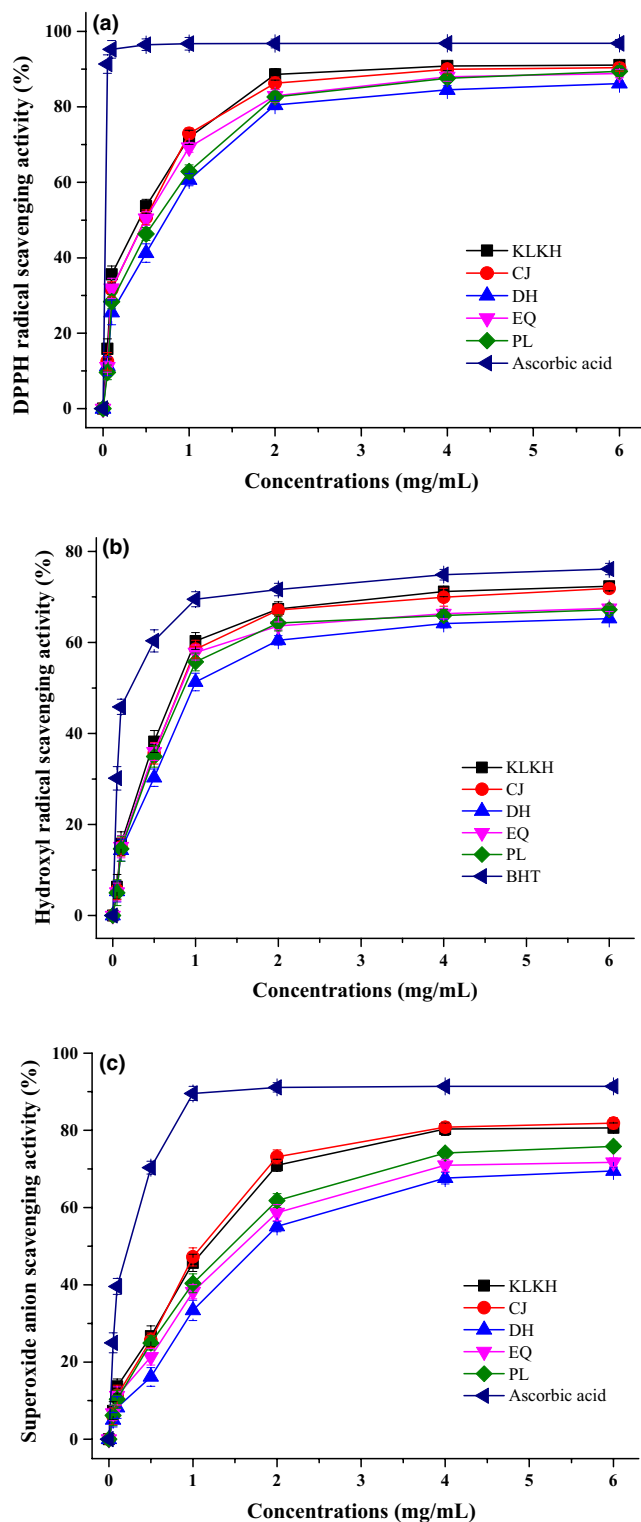 (a)
DPPH radical scavenging activity (%)
100
80
60
40
20
0
KLKH
CJ
DH
EQ
PL
Ascorbic acid
0 1 2 3 4 5 6
Concentrations (mg/mL)
(b)
Hydroxyl radical scavenging activity (%)
80
60
40
20
0
KLKH
CJ
DH
EQ
PL
BHT
0 1 2 3 4 5 6
Concentrations (mg/mL)
(c)
Superoxide anion scavenging activity (%)
100
80
60
40
20
0
KLKH
CJ
DH
EQ
PL
Ascorbic acid
0 1 2 3 4 5 6
Concentrations (mg/mL)